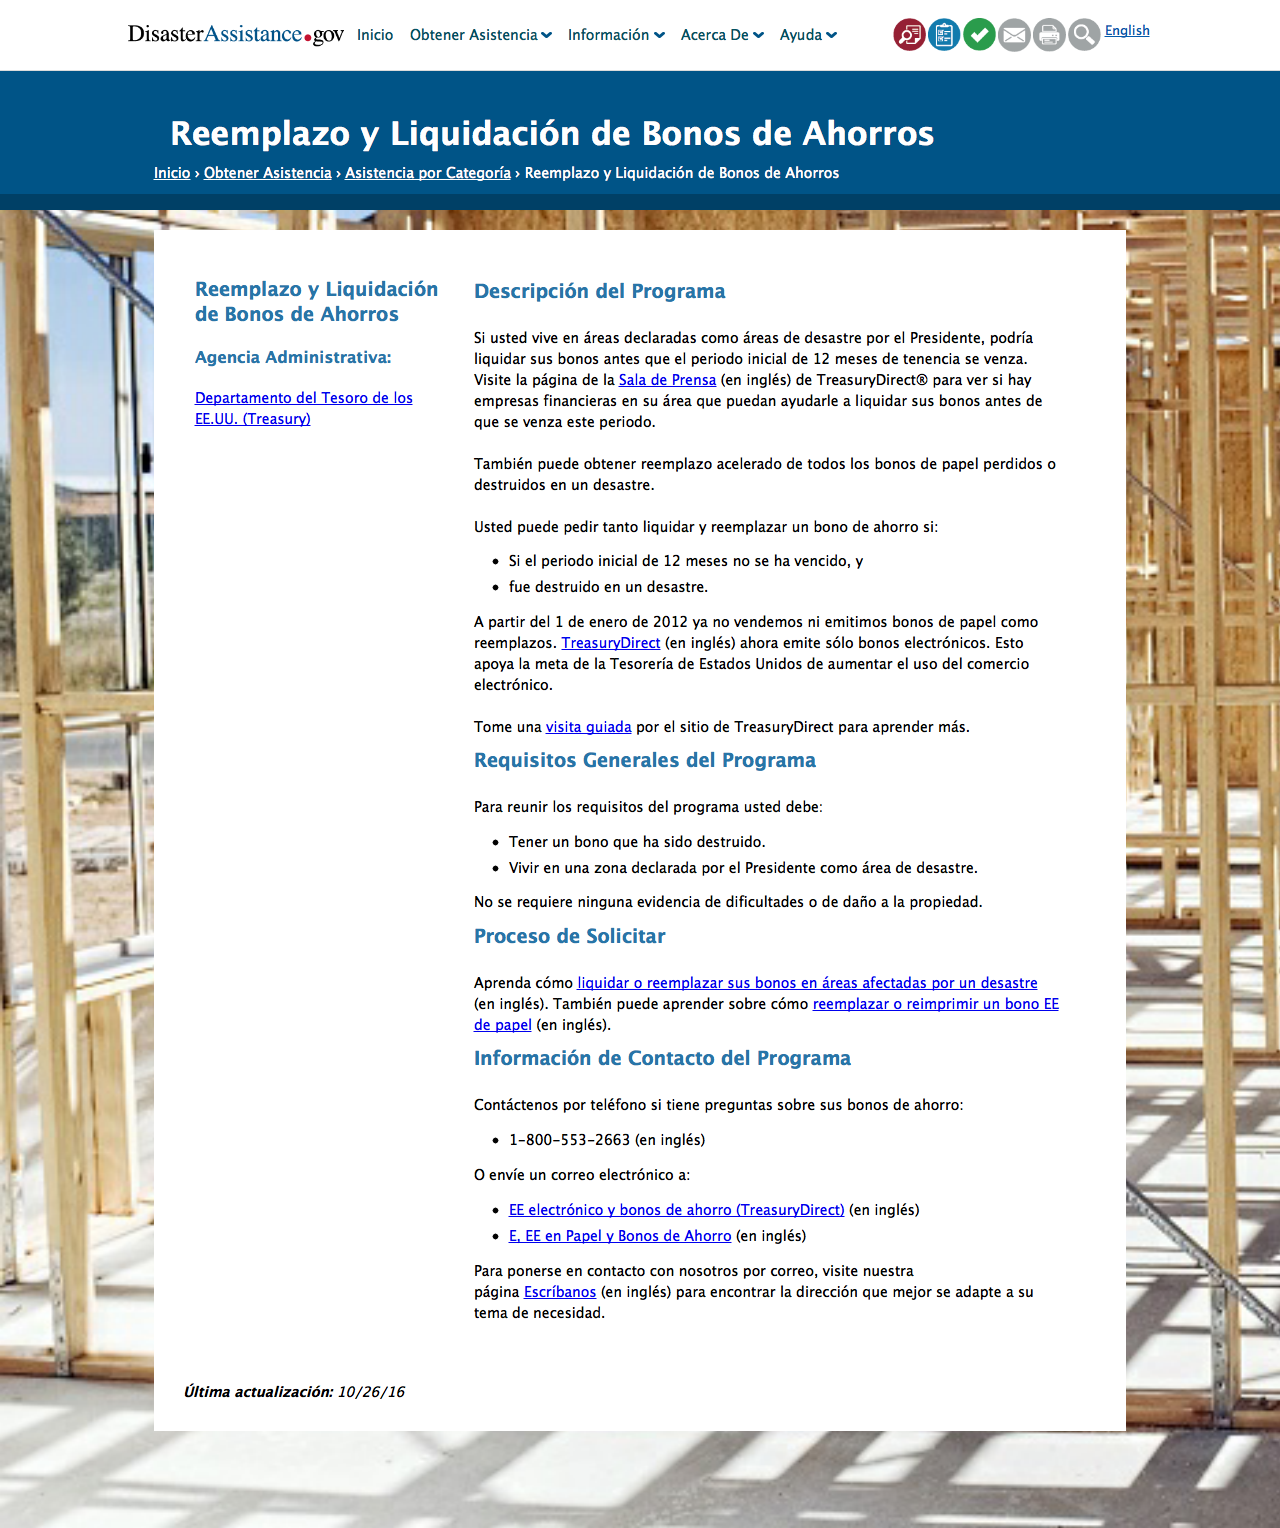 DisasterAssistance.gov Inicio Obtener Asistencia Información Acerca De Ayuda English
Reemplazo y Liquidación de Bonos de Ahorros
Inicio › Obtener Asistencia › Asistencia por Categoría › Reemplazo y Liquidación de Bonos de Ahorros
Reemplazo y Liquidación
de Bonos de Ahorros
Agencia Administrativa:
Departamento del Tesoro de los
EE.UU. (Treasury)
Descripción del Programa
Si usted vive en áreas declaradas como áreas de desastre por el Presidente, podría
liquidar sus bonos antes que el periodo inicial de 12 meses de tenencia se venza.
Visite la página de la Sala de Prensa (en inglés) de TreasuryDirect® para ver si hay
empresas financieras en su área que puedan ayudarle a liquidar sus bonos antes de
que se venza este periodo.
También puede obtener reemplazo acelerado de todos los bonos de papel perdidos o
destruidos en un desastre.
Usted puede pedir tanto liquidar y reemplazar un bono de ahorro si:
• Si el periodo inicial de 12 meses no se ha vencido, y
• fue destruido en un desastre.
A partir del 1 de enero de 2012 ya no vendemos ni emitimos bonos de papel como
reemplazos. TreasuryDirect (en inglés) ahora emite sólo bonos electrónicos. Esto
apoya la meta de la Tesorería de Estados Unidos de aumentar el uso del comercio
electrónico.
Tome una visita guiada por el sitio de TreasuryDirect para aprender más.
Requisitos Generales del Programa
Para reunir los requisitos del programa usted debe:
• Tener un bono que ha sido destruido.
• Vivir en una zona declarada por el Presidente como área de desastre.
No se requiere ninguna evidencia de dificultades o de daño a la propiedad.
Proceso de Solicitar
Aprenda cómo liquidar o reemplazar sus bonos en áreas afectadas por un desastre
(en inglés). También puede aprender sobre cómo reemplazar o reimprimir un bono EE
de papel (en inglés).
Información de Contacto del Programa
Contáctenos por teléfono si tiene preguntas sobre sus bonos de ahorro:
• 1-800-553-2663 (en inglés)
O envíe un correo electrónico a:
• EE electrónico y bonos de ahorro (TreasuryDirect) (en inglés)
• E, EE en Papel y Bonos de Ahorro (en inglés)
Para ponerse en contacto con nosotros por correo, visite nuestra
página Escríbanos (en inglés) para encontrar la dirección que mejor se adapte a su
tema de necesidad.
Última actualización: 10/26/16